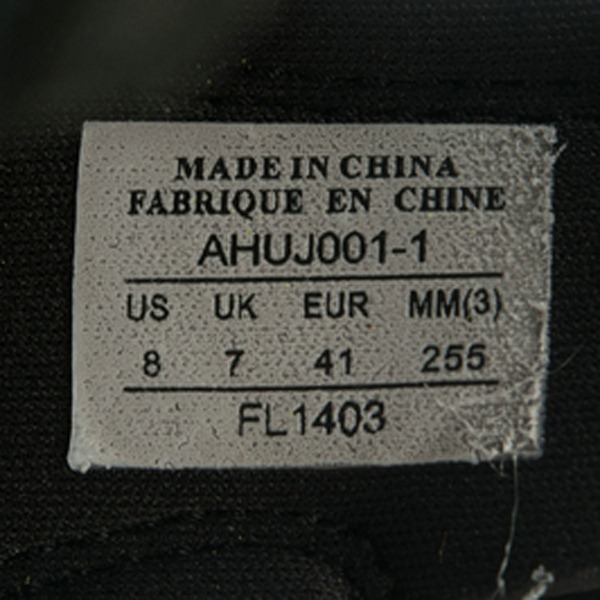 MADE IN CHINA
FABRIQUE EN CHINE
AHUJ001-1
US UK EUR MM(3)
8 7 41 255
FL1403